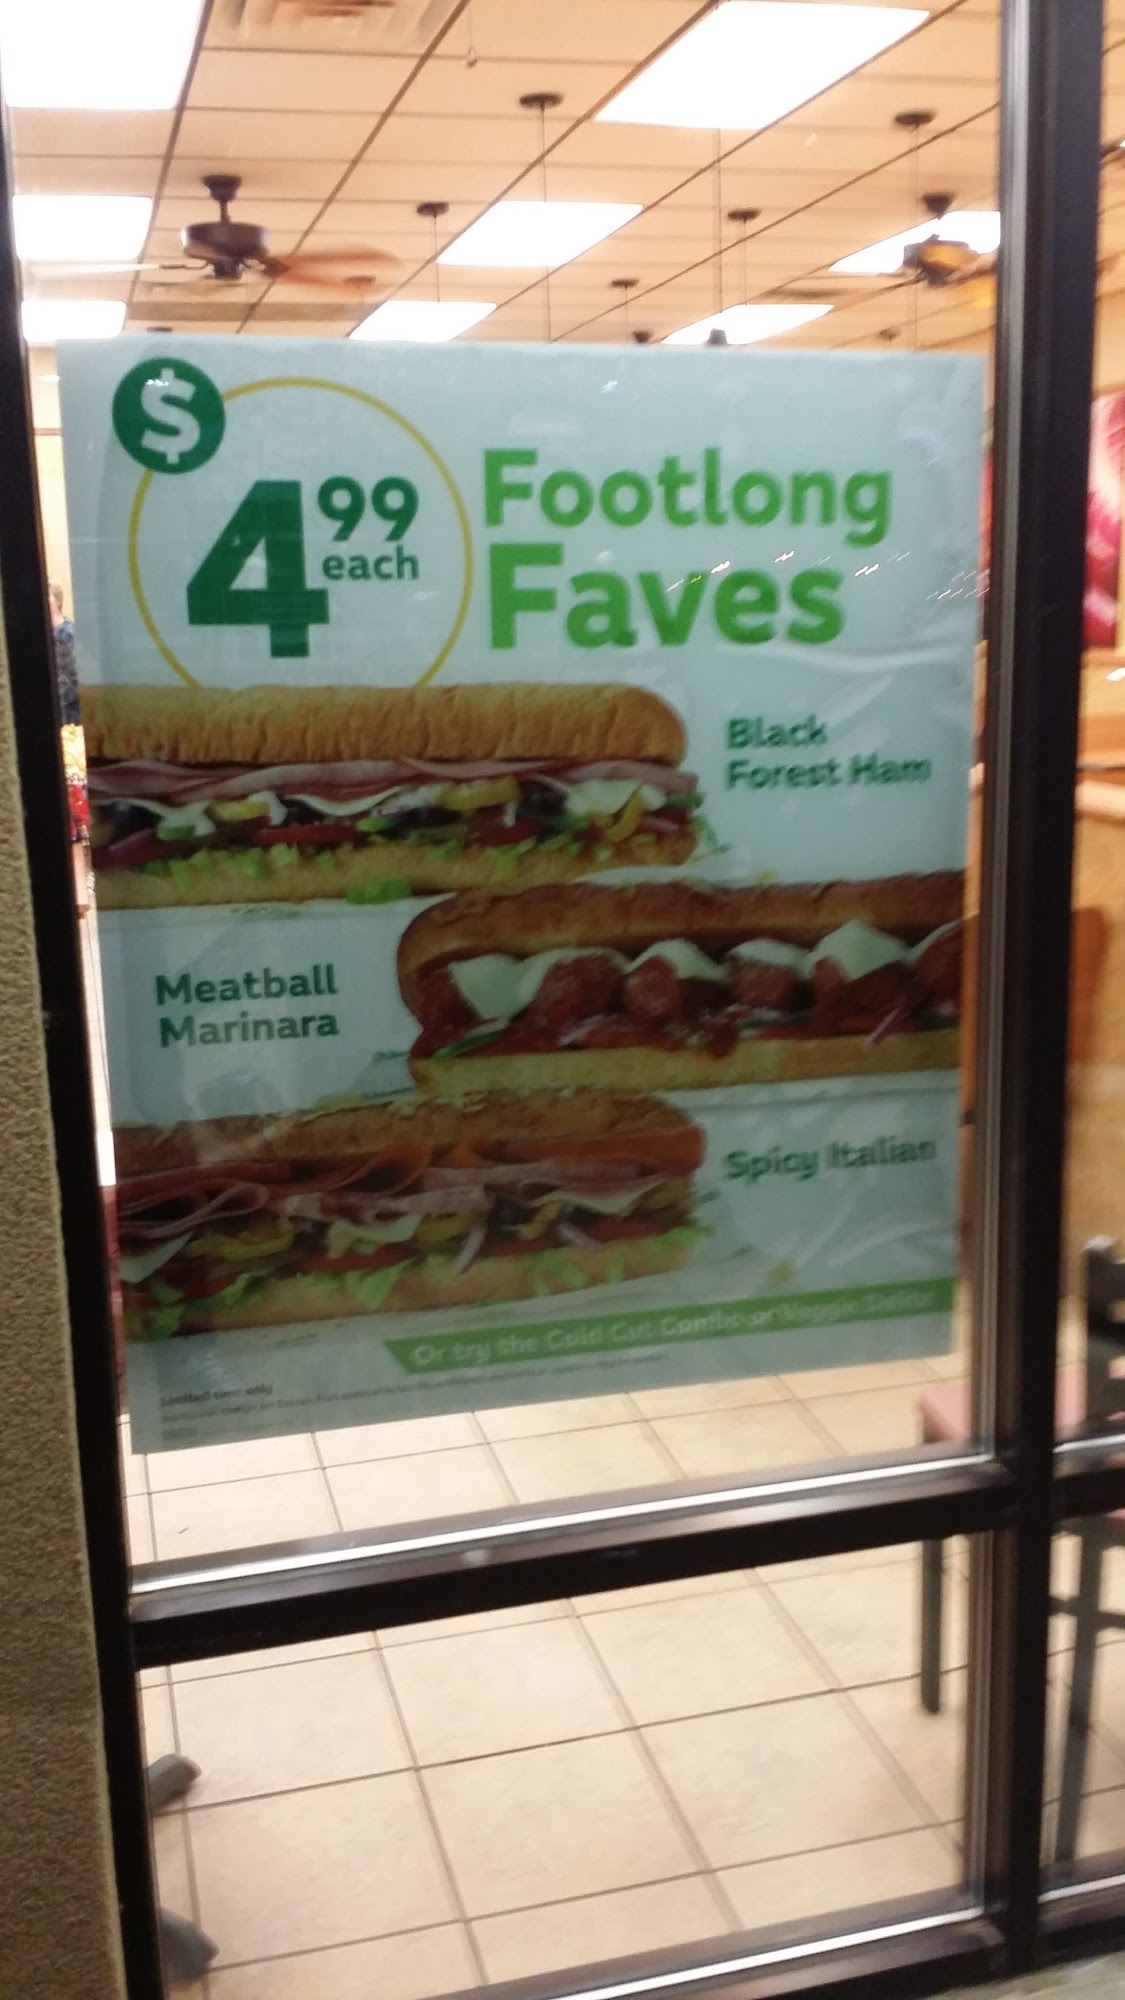 $
4 99
each
Footlong
Faves
Black
Forest Ham
Meatball
Marinara
Spicy Italian
Or try the Cold Cut Combo or Veggie Delite
Limited time only